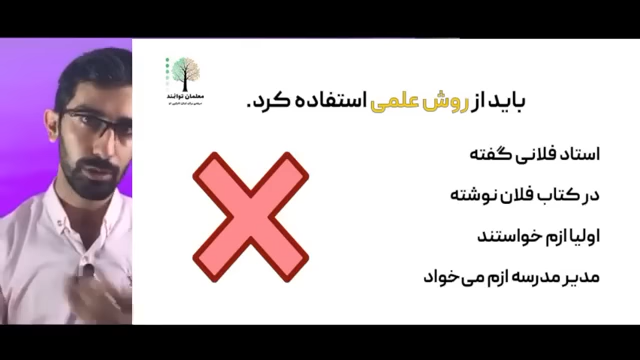 معلمان توانمند
باید از روش علمی استفاده کرد.
استاد فلانی گفته
در کتاب فلان نوشته
اولیا ازم خواستند
مدیر مدرسه ازم می‌خواد